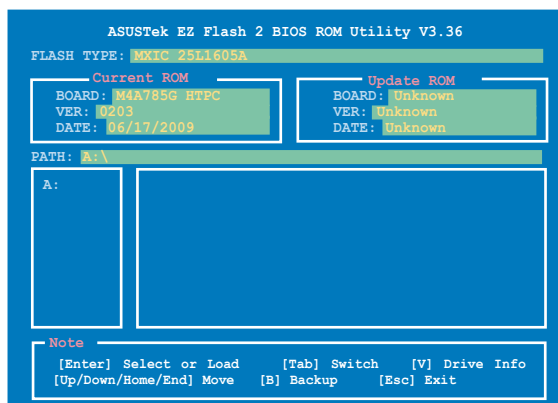 ASUSTek EZ Flash 2 BIOS ROM Utility V3.36
FLASH TYPE: MXIC 25L1605A
Current ROM
BOARD: M4A785G HTPC
VER: 0203
DATE: 06/17/2009
Update ROM
BOARD: Unknown
VER: Unknown
DATE: Unknown
PATH: A:\
A:
Note
[Enter] Select or Load [Tab] Switch [V] Drive Info
[Up/Down/Home/End] Move [B] Backup [Esc] Exit